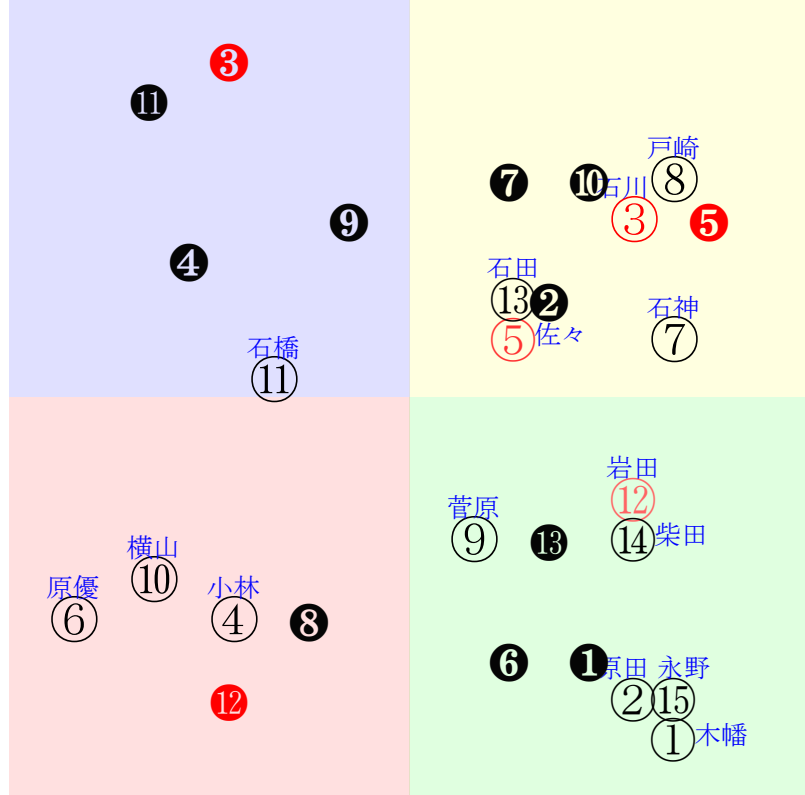 ❸
⓫
❾
❹
石橋
⑪
戸崎
⑧
❼
❿
石川
③
❺
石田
⑬
❷
⑤
佐々
石神
⑦
岩田
⑫
菅原
⑨
⓭
⑭
柴田
横山
⑩
原優
⑥
小林
④
❽
⓬
❻
❶
原田
②
永野
⑮
①
木幡